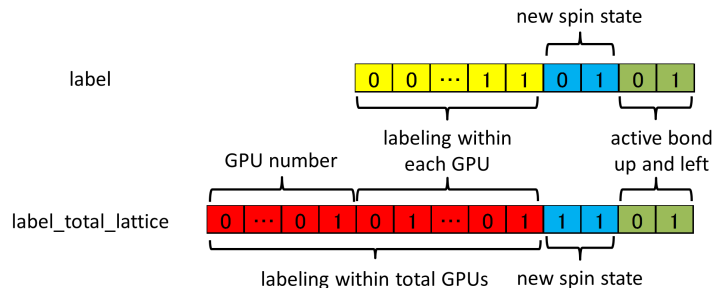 new spin state
label
0 0 ⋯ 1 1 0 1 0 1
labeling within
each GPU
active bond
up and left
GPU number
label_total_lattice
0 ⋯ 0 1 0 1 ⋯ 0 1 1 1 0 1
labeling within total GPUs
new spin state